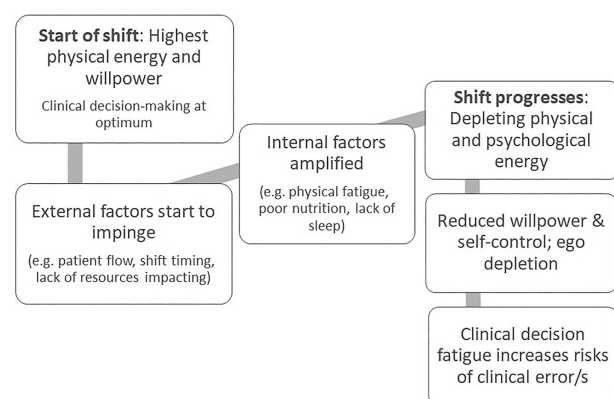 Start of shift: Highest
physical energy and
willpower
Clinical decision-making at
optimum
External factors start to
impinge
(e.g. patient flow, shift timing,
lack of resources impacting)
Internal factors
amplified
(e.g. physical fatigue,
poor nutrition, lack of
sleep)
Shift progresses:
Depleting physical
and psychological
energy
Reduced willpower &
self-control; ego
depletion
Clinical decision
fatigue increases risks
of clinical error/s